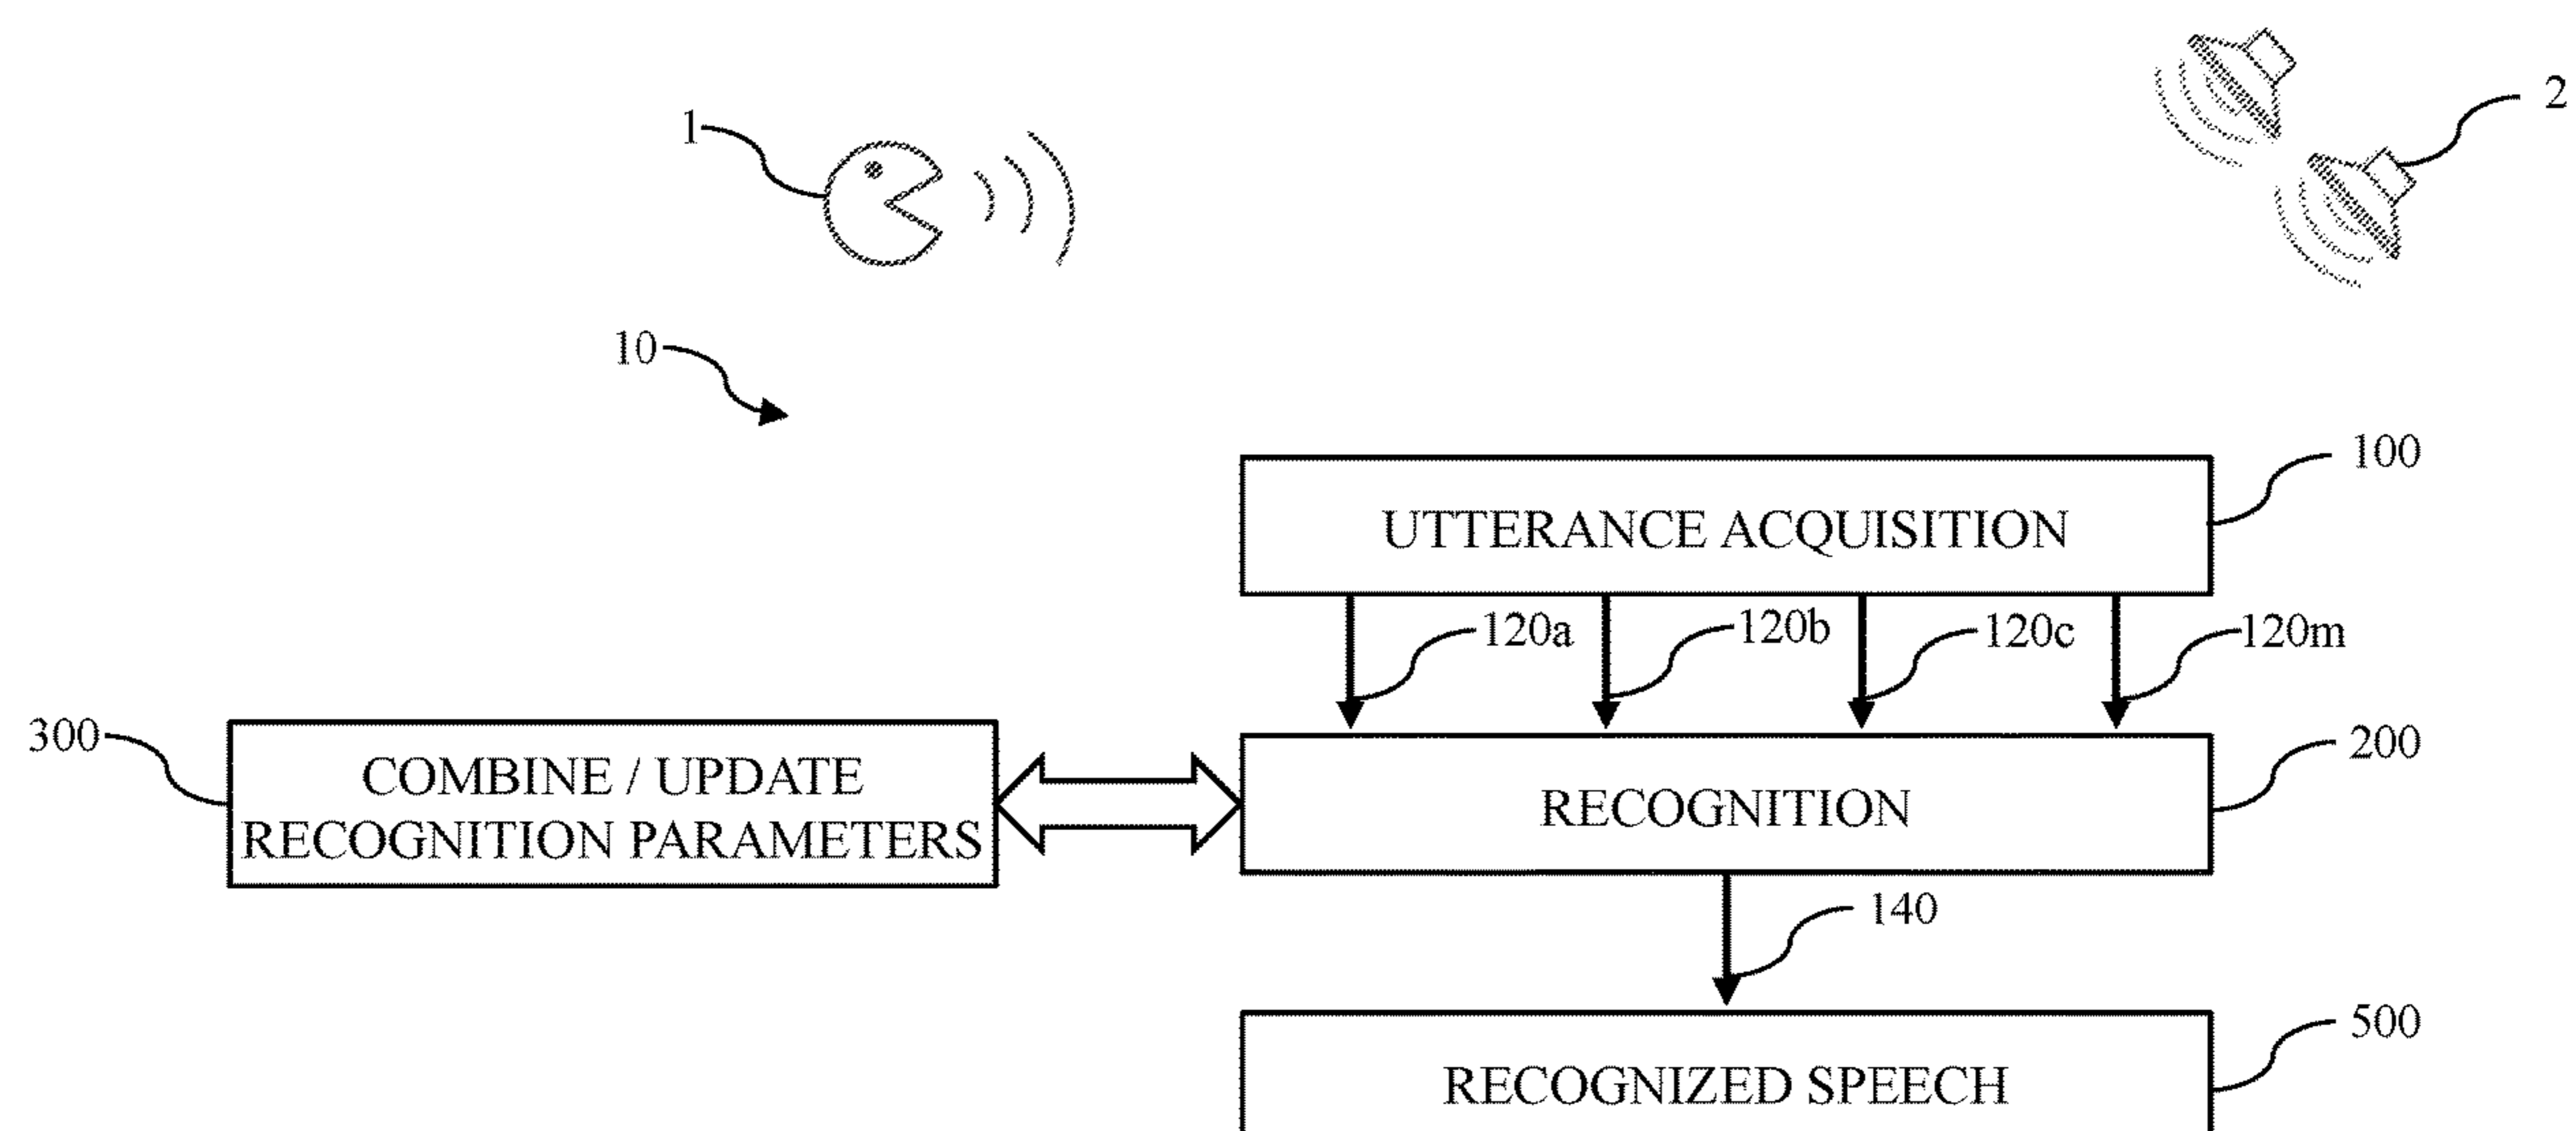 1
2
10
100
UTTERANCE ACQUISITION
120a
120b
120c
120m
300
COMBINE / UPDATE
RECOGNITION PARAMETERS
200
RECOGNITION
140
500
RECOGNIZED SPEECH